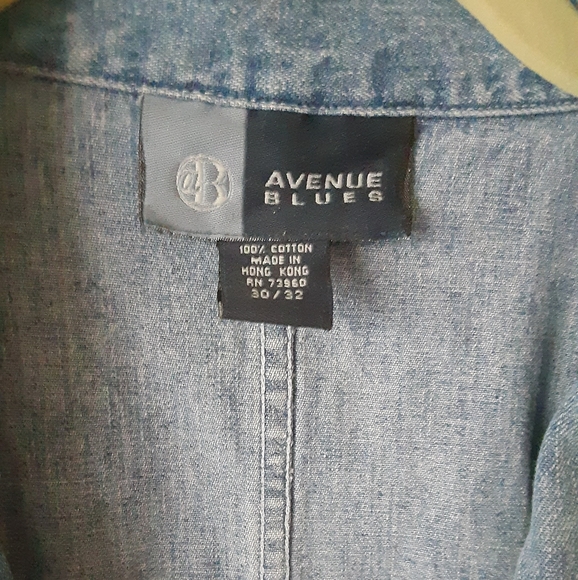 aB
AVENUE
BLUES
100% COTTON
MADE IN
HONG KONG
RN 73960
30/32